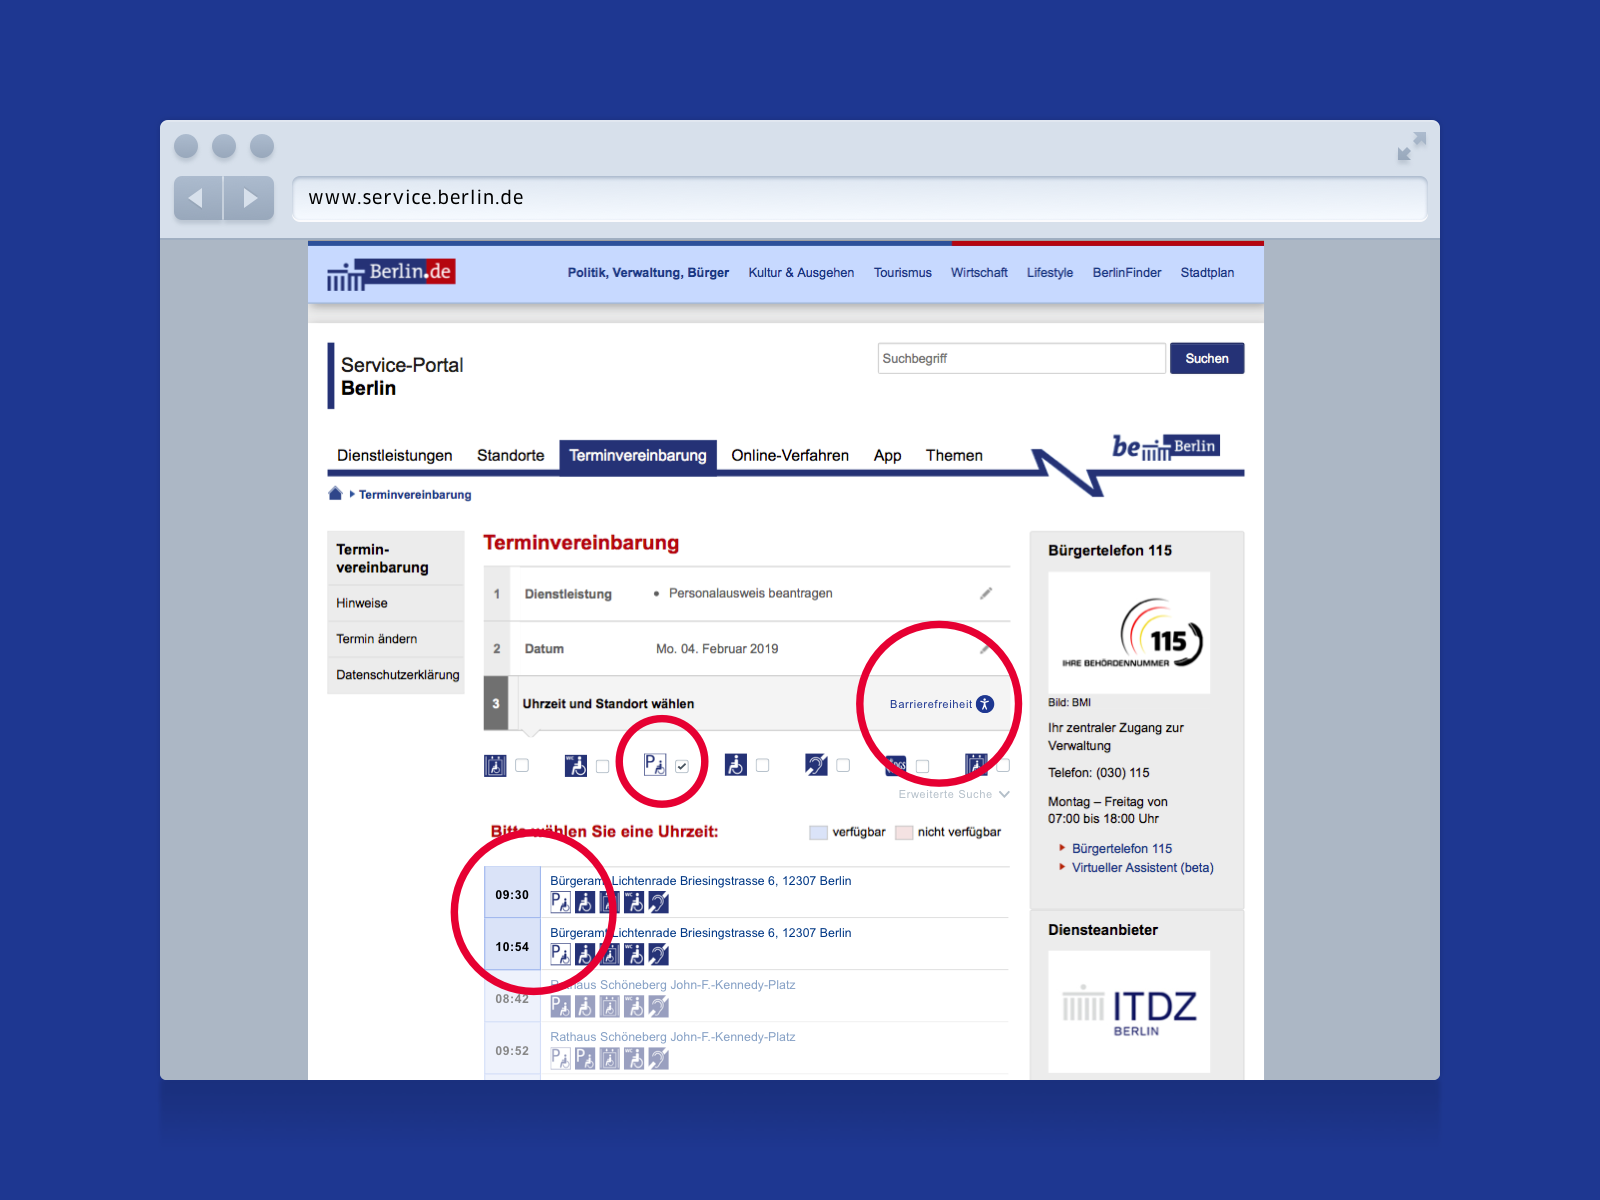 www.service.berlin.de
Berlin.de
Politik, Verwaltung, Bürger Kultur & Ausgehen Tourismus Wirtschaft Lifestyle BerlinFinder Stadtplan
Service-Portal
Berlin
Suchbegriff Suchen
Dienstleistungen Standorte Terminvereinbarung Online-Verfahren App Themen
be Berlin
Terminvereinbarung
Termin-
vereinbarung
Hinweise
Termin ändern
Datenschutzerklärung
Terminvereinbarung
1 Dienstleistung • Personalausweis beantragen
2 Datum Mo. 04. Februar 2019
3 Uhrzeit und Standort wählen Barrierefreiheit
WC P
Erweiterte Suche
Bitte wählen Sie eine Uhrzeit: verfügbar nicht verfügbar
09:30 Bürgeramt Lichtenrade Briesingstrasse 6, 12307 Berlin
P WC
10:54 Bürgeramt Lichtenrade Briesingstrasse 6, 12307 Berlin
P WC
08:42 Rathaus Schöneberg John-F.-Kennedy-Platz
P WC
09:52 Rathaus Schöneberg John-F.-Kennedy-Platz
P P WC
Bürgertelefon 115
115
IHRE BEHÖRDENNUMMER
Bild: BMI
Ihr zentraler Zugang zur
Verwaltung
Telefon: (030) 115
Montag – Freitag von
07:00 bis 18:00 Uhr
Bürgertelefon 115
Virtueller Assistent (beta)
Diensteanbieter
ITDZ
BERLIN